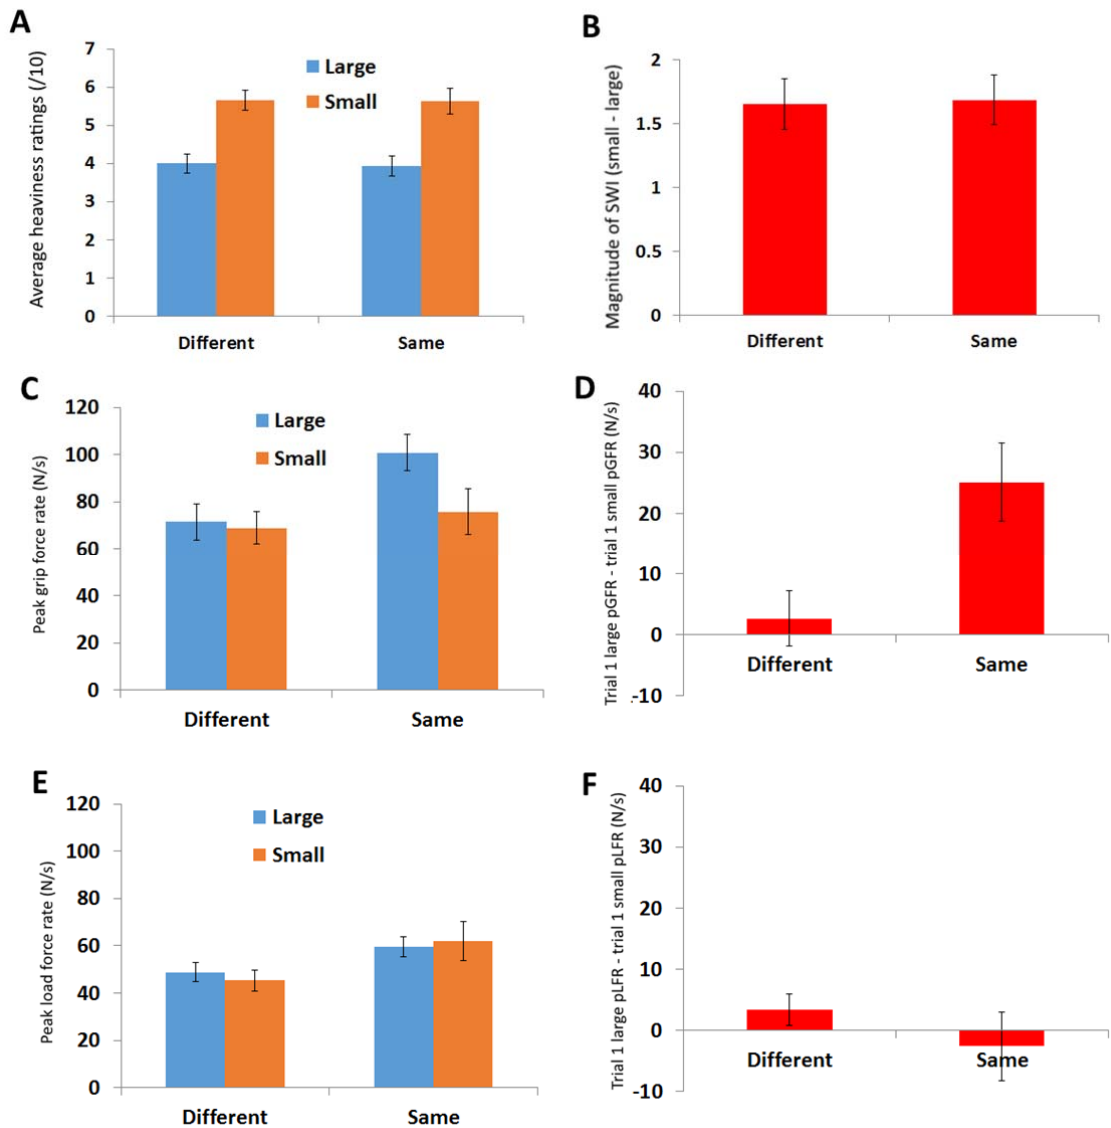 A
Average heaviness ratings (/10)
7
6
5
4
3
2
1
0
Large
Small
Different
Same
B
Magnitude of SWI (small - large)
2
1.5
1
0.5
0
Different
Same
C
Peak grip force rate (N/s)
120
100
80
60
40
20
0
Large
Small
Different
Same
D
Trial 1 large pGFR - trial 1 small pGFR (N/s)
40
30
20
10
0
-10
Different
Same
E
Peak load force rate (N/s)
120
100
80
60
40
20
0
Large
Small
Different
Same
F
Trial 1 large pLFR - trial 1 small pLFR (N/s)
40
30
20
10
0
-10
Different
Same